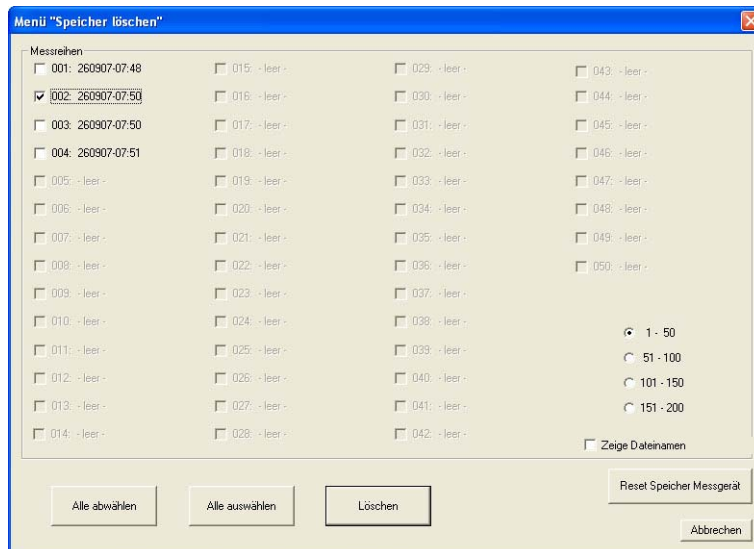 Menü "Speicher löschen"
Messreihen
001: 260907-07:48
002: 260907-07:50
003: 260907-07:50
004: 260907-07:51
005: - leer -
006: - leer -
007: - leer -
008: - leer -
009: - leer -
010: - leer -
011: - leer -
012: - leer -
013: - leer -
014: - leer -
015: - leer -
016: - leer -
017: - leer -
018: - leer -
019: - leer -
020: - leer -
021: - leer -
022: - leer -
023: - leer -
024: - leer -
025: - leer -
026: - leer -
027: - leer -
028: - leer -
029: - leer -
030: - leer -
031: - leer -
032: - leer -
033: - leer -
034: - leer -
035: - leer -
036: - leer -
037: - leer -
038: - leer -
039: - leer -
040: - leer -
041: - leer -
042: - leer -
043: - leer -
044: - leer -
045: - leer -
046: - leer -
047: - leer -
048: - leer -
049: - leer -
050: - leer -
1 - 50
51 - 100
101 - 150
151 - 200
Zeige Dateinamen
Alle abwählen
Alle auswählen
Löschen
Reset Speicher Messgerät
Abbrechen